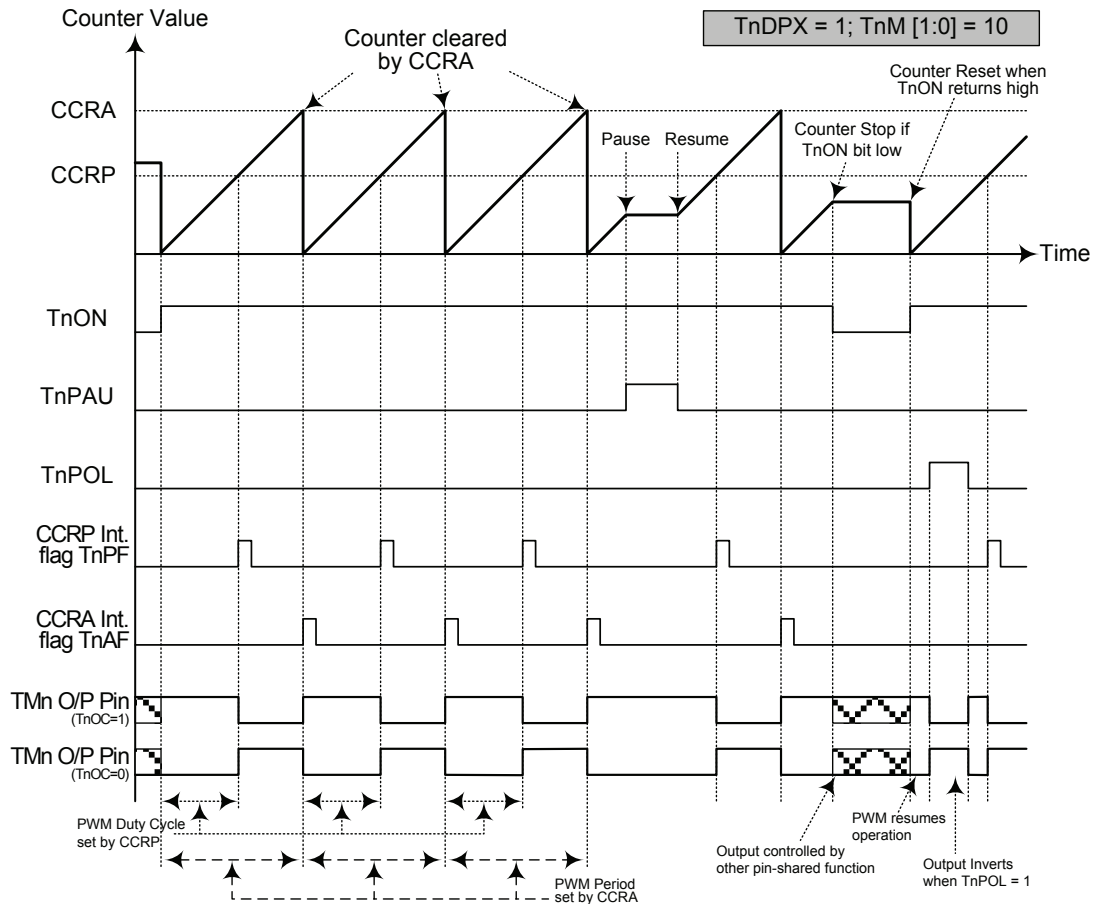 Counter Value
TnDPX = 1; TnM [1:0] = 10
Counter cleared
by CCRA
Counter Reset when
TnON returns high
CCRA
Pause
Resume
Counter Stop if
TnON bit low
CCRP
Time
TnON
TnPAU
TnPOL
CCRP Int.
flag TnPF
CCRA Int.
flag TnAF
TMn O/P Pin
(TnOC=1)
TMn O/P Pin
(TnOC=0)
PWM Duty Cycle
set by CCRP
PWM resumes
operation
Output controlled by
other pin-shared function
Output Inverts
when TnPOL = 1
PWM Period
set by CCRA